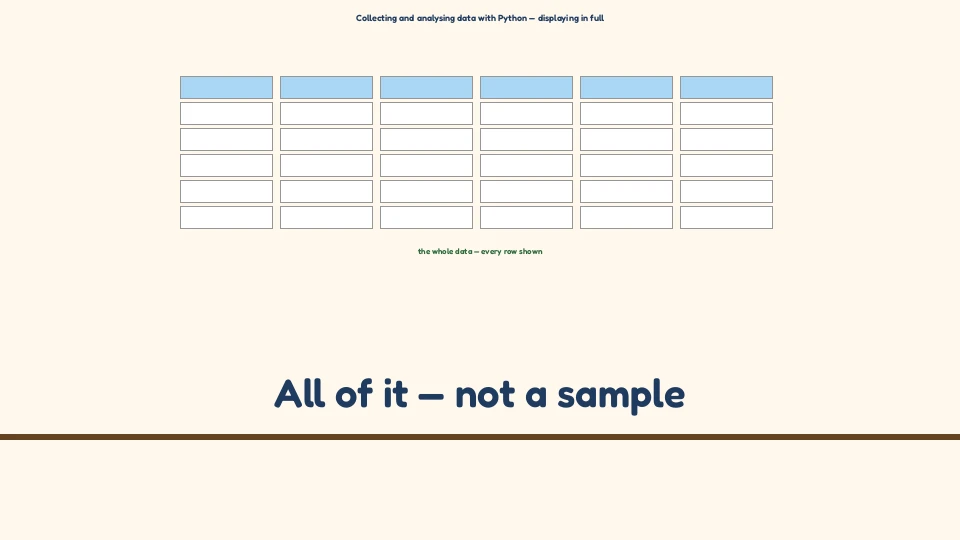 Collecting and analysing data with Python — displaying in full
the whole data — every row shown
All of it — not a sample